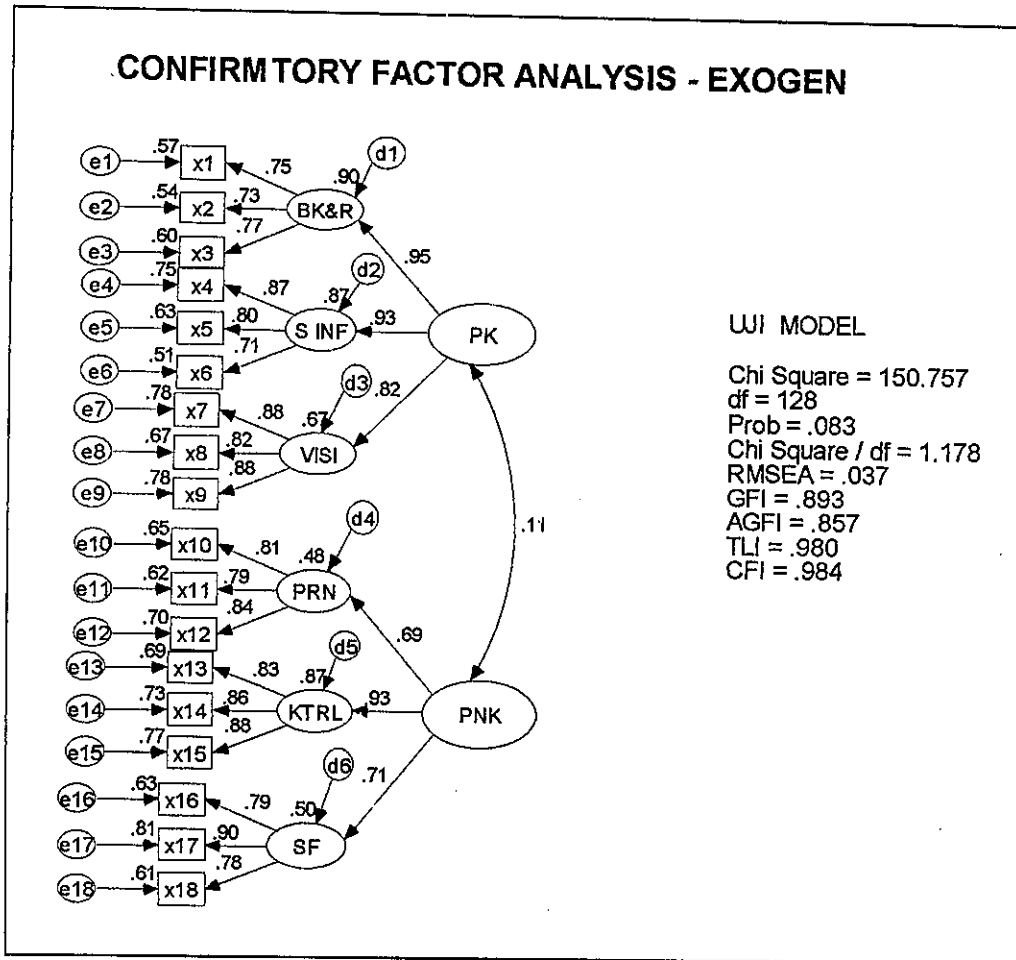 CONFIRMTORY FACTOR ANALYSIS - EXOGEN
e1 .57 x1 .75 d1
.90
e2 .54 x2 .73 BK&R
e3 .60 x3 .77
.95
e4 .75 x4 .87 d2
.87
e5 .63 x5 .80 S INF .93 PK
e6 .51 x6 .71
e7 .78 x7 .88 d3 .82
.67
e8 .67 x8 .82 VISI
e9 .78 x9 .88
e10 .65 x10 .81 d4
.48
e11 .62 x11 .79 PRN
e12 .70 x12 .84
.69
e13 .69 x13 .83 d5
.87
e14 .73 x14 .86 KTRL .93 PNK
e15 .77 x15 .88
.71
e16 .63 x16 .79 d6
.50
e17 .81 x17 .90 SF
e18 .61 x18 .78
.11
UJI MODEL
Chi Square = 150.757
df = 128
Prob = .083
Chi Square / df = 1.178
RMSEA = .037
GFI = .893
AGFI = .857
TLI = .980
CFI = .984